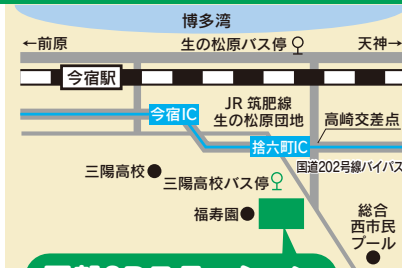 博多湾
←前原
生の松原バス停
天神→
今宿駅
今宿IC
JR 筑肥線
生の松原団地
高崎交差点
捨六町IC
国道202号線バイパス
三陽高校
三陽高校バス停
福寿園
総合
西市民
プール